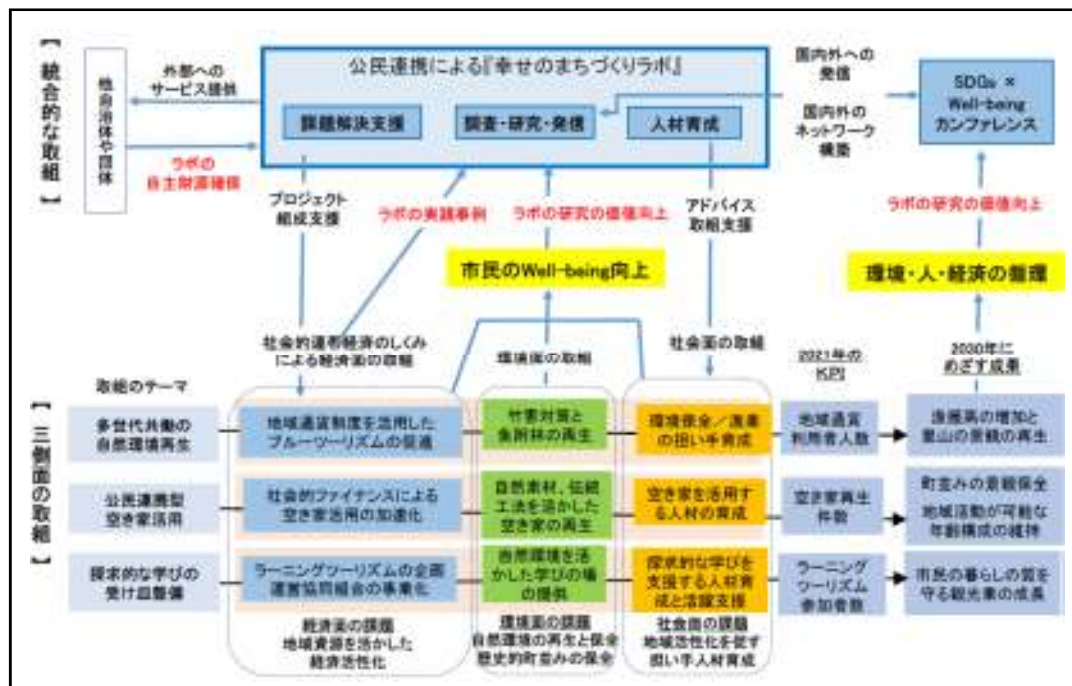 【統合的な取組】
他自治体や団体
外部への
サービス提供
ラボの
自主財源確保
公民連携による『幸せのまちづくりラボ』
課題解決支援
調査・研究・発信
人材育成
国内外への
発信
国内外の
ネットワーク
構築
SDGs ×
Well-being
カンファレンス
プロジェクト
組成支援
ラボの実践事例
ラボの研究の価値向上
アドバイス
取組支援
ラボの研究の価値向上
市民のWell-being向上
環境・人・経済の循環
社会的連帯経済のしくみ
による経済面の取組
環境面の取組
社会面の取組
2021年の
KPI
2030年に
めざす成果
【三側面の取組】
取組のテーマ
多世代共働の
自然環境再生
地域通貨制度を活用した
ブルーツーリズムの促進
竹害対策と
魚附林の再生
環境保全／漁業
の担い手育成
地域通貨
利用者人数
漁獲高の増加と
里山の景観の再生
公民連携型
空き家活用
社会的ファイナンスによる
空き家活用の加速化
自然素材、伝統
工法を活かした
空き家の再生
空き家を活用す
る人材の育成
空き家再生
件数
町並みの景観保全
地域活動が可能な
年齢構成の維持
探求的な学びの
受け皿整備
ラーニングツーリズムの企画
運営協同組合の事業化
自然環境を活
かした学びの場
の提供
探求的な学びを
支援する人材育
成と活躍支援
ラーニング
ツーリズム
参加者数
市民の暮らしの質を
守る観光業の成長
経済面の課題
地域資源を活かした
経済活性化
環境面の課題
自然環境の再生と保全
歴史的町並みの保全
社会面の課題
地域活性化を促す
担い手人材育成